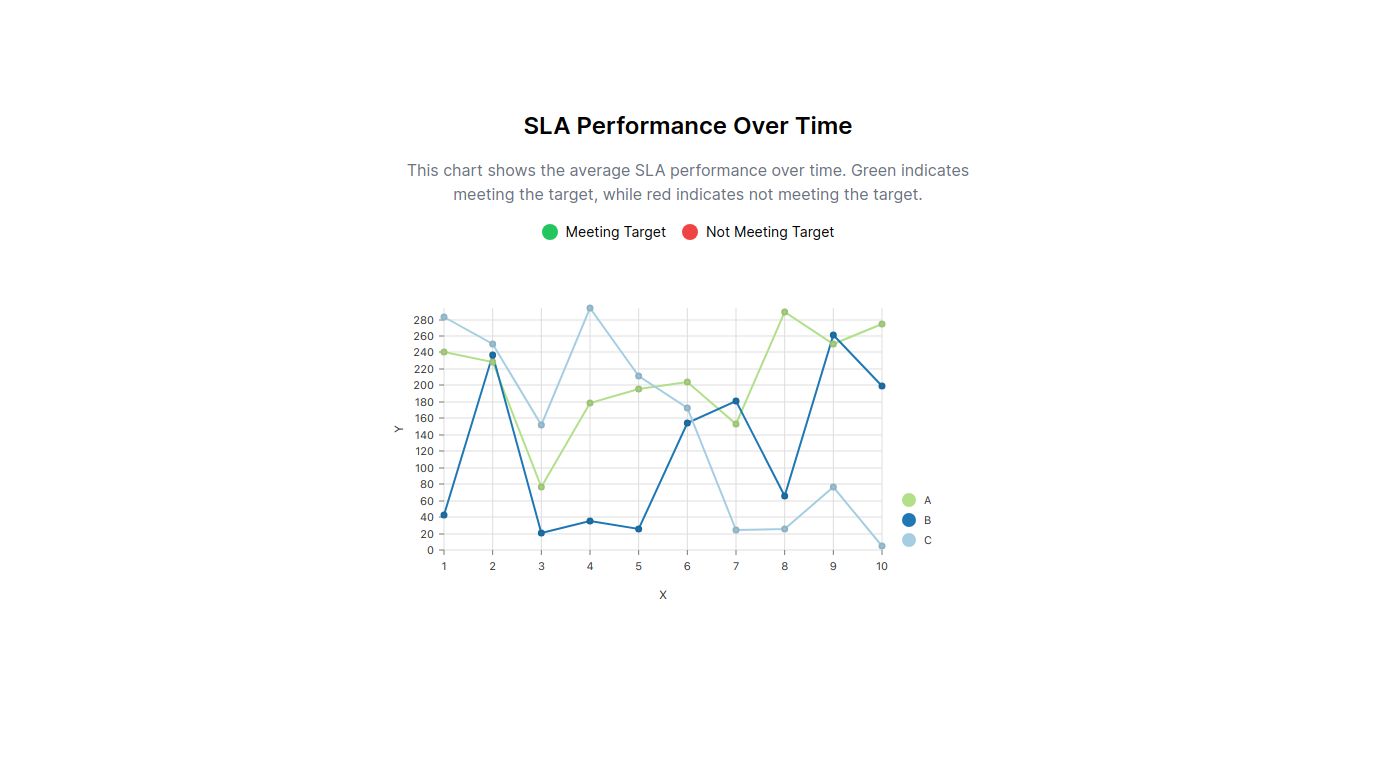 SLA Performance Over Time
This chart shows the average SLA performance over time. Green indicates
meeting the target, while red indicates not meeting the target.
Meeting Target Not Meeting Target
280
260
240
220
200
180
160
140
120
100
80
60
40
20
0
Y
1 2 3 4 5 6 7 8 9 10
X
A
B
C